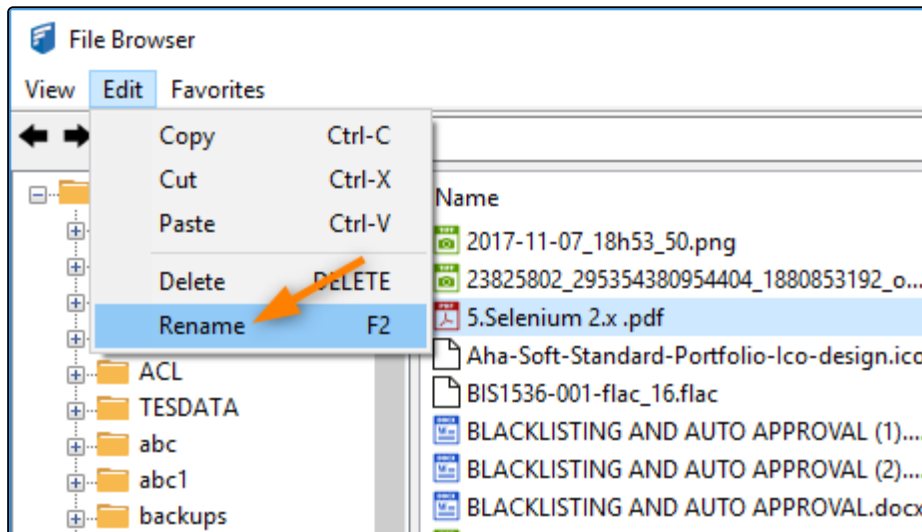 File Browser
View Edit Favorites
Copy Ctrl-C
Cut Ctrl-X
Paste Ctrl-V
Delete DELETE
Rename F2
ACL
TESDATA
abc
abc1
backups
Name
2017-11-07_18h53_50.png
23825802_295354380954404_1880853192_o...
5.Selenium 2.x .pdf
Aha-Soft-Standard-Portfolio-Ico-design.ico
BIS1536-001-flac_16.flac
BLACKLISTING AND AUTO APPROVAL (1)....
BLACKLISTING AND AUTO APPROVAL (2)....
BLACKLISTING AND AUTO APPROVAL.docx